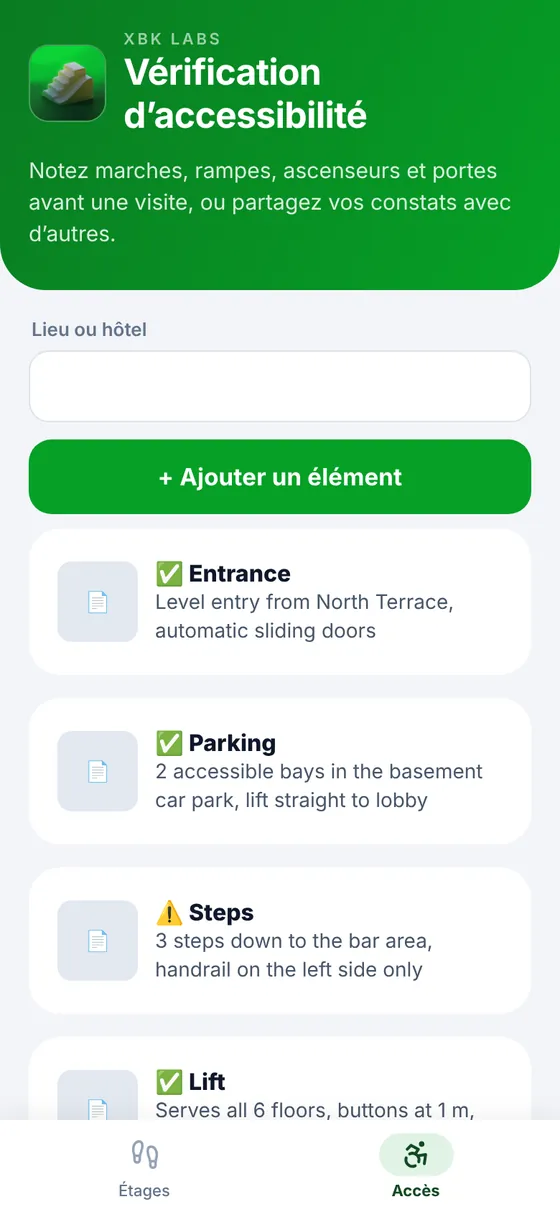 XBK LABS
Vérification
d’accessibilité
Notez marches, rampes, ascenseurs et portes
avant une visite, ou partagez vos constats avec
d’autres.
Lieu ou hôtel
+ Ajouter un élément
✅ Entrance
Level entry from North Terrace,
automatic sliding doors
✅ Parking
2 accessible bays in the basement
car park, lift straight to lobby
⚠️ Steps
3 steps down to the bar area,
handrail on the left side only
✅ Lift
Serves all 6 floors, buttons at 1 m,
Étages
Accès